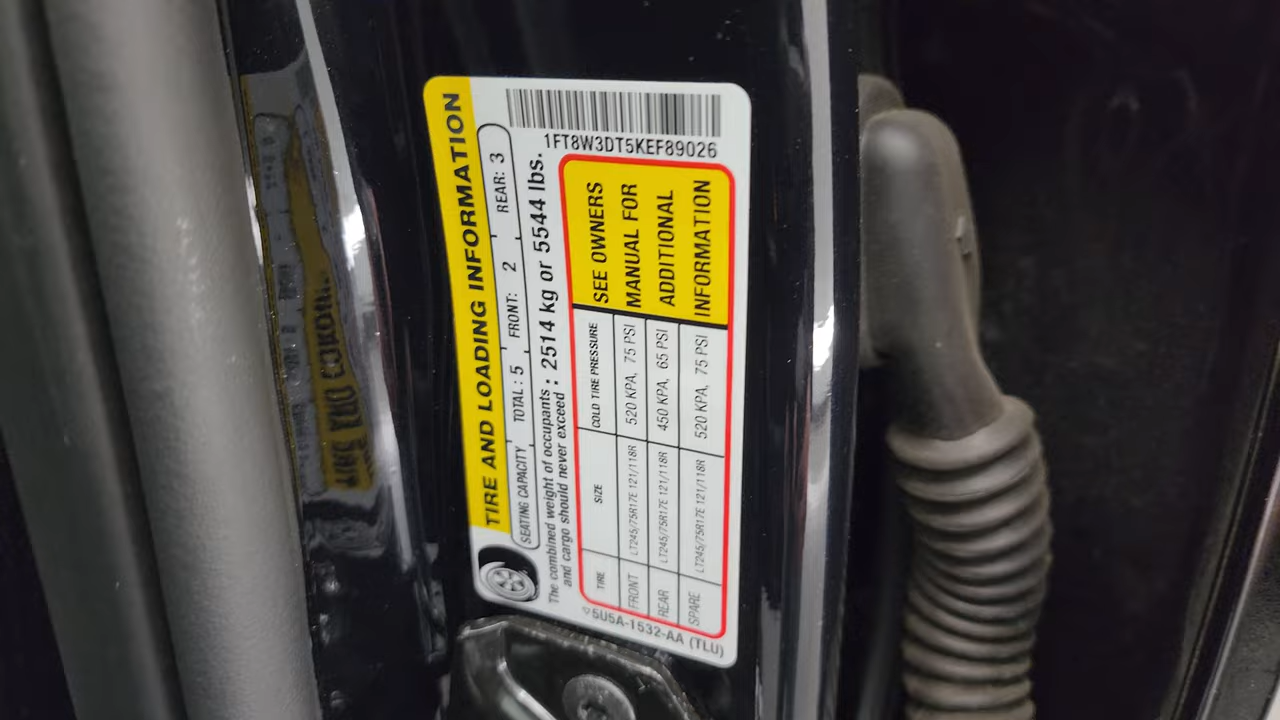 TIRE AND LOADING INFORMATION
SEATING CAPACITY TOTAL: 5 FRONT: 2 REAR: 3
The combined weight of occupants and cargo should never exceed : 2514 kg or 5544 lbs.
1FT8W3DT5KEF89026
TIRE SIZE COLD TIRE PRESSURE
FRONT LT245/75R17E 121/118R 520 KPA, 75 PSI
REAR LT245/75R17E 121/118R 450 KPA, 65 PSI
SPARE LT245/75R17E 121/118R 520 KPA, 75 PSI
SEE OWNERS
MANUAL FOR
ADDITIONAL
INFORMATION
5U5A-1532-AA (TLU)